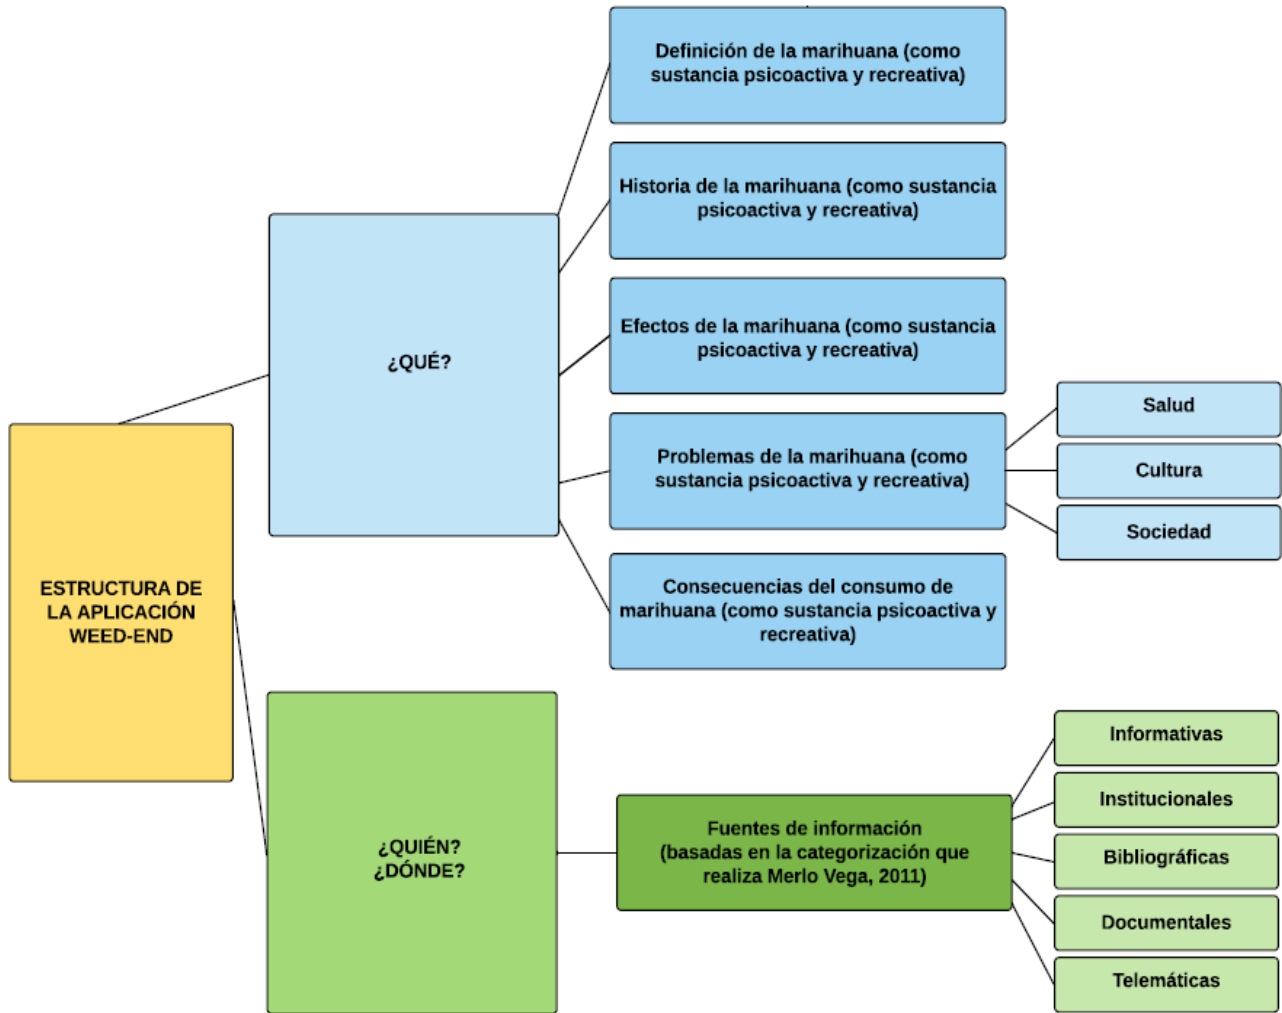 Definición de la marihuana (como
sustancia psicoactiva y recreativa)
Historia de la marihuana (como sustancia
psicoactiva y recreativa)
Efectos de la marihuana (como sustancia
psicoactiva y recreativa)
¿QUÉ?
Problemas de la marihuana (como
sustancia psicoactiva y recreativa)
Salud
Cultura
Sociedad
Consecuencias del consumo de
marihuana (como sustancia psicoactiva y
recreativa)
ESTRUCTURA DE
LA APLICACIÓN
WEED-END
¿QUIÉN?
¿DÓNDE?
Fuentes de información
(basadas en la categorización que
realiza Merlo Vega, 2011)
Informativas
Institucionales
Bibliográficas
Documentales
Telemáticas